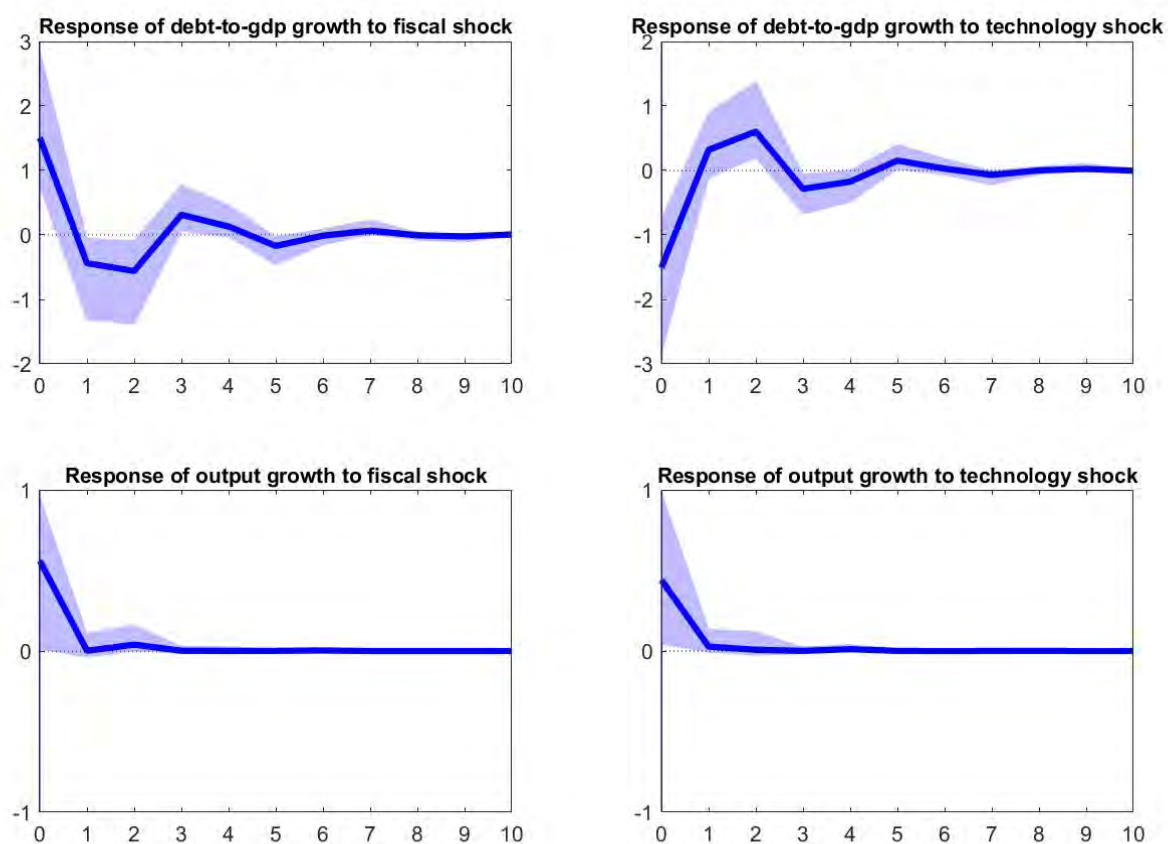 Response of debt-to-gdp growth to fiscal shock
3
2
1
0
-1
-2
0 1 2 3 4 5 6 7 8 9 10
Response of debt-to-gdp growth to technology shock
2
1
0
-1
-2
-3
0 1 2 3 4 5 6 7 8 9 10
Response of output growth to fiscal shock
1
0
-1
0 1 2 3 4 5 6 7 8 9 10
Response of output growth to technology shock
1
0
-1
0 1 2 3 4 5 6 7 8 9 10